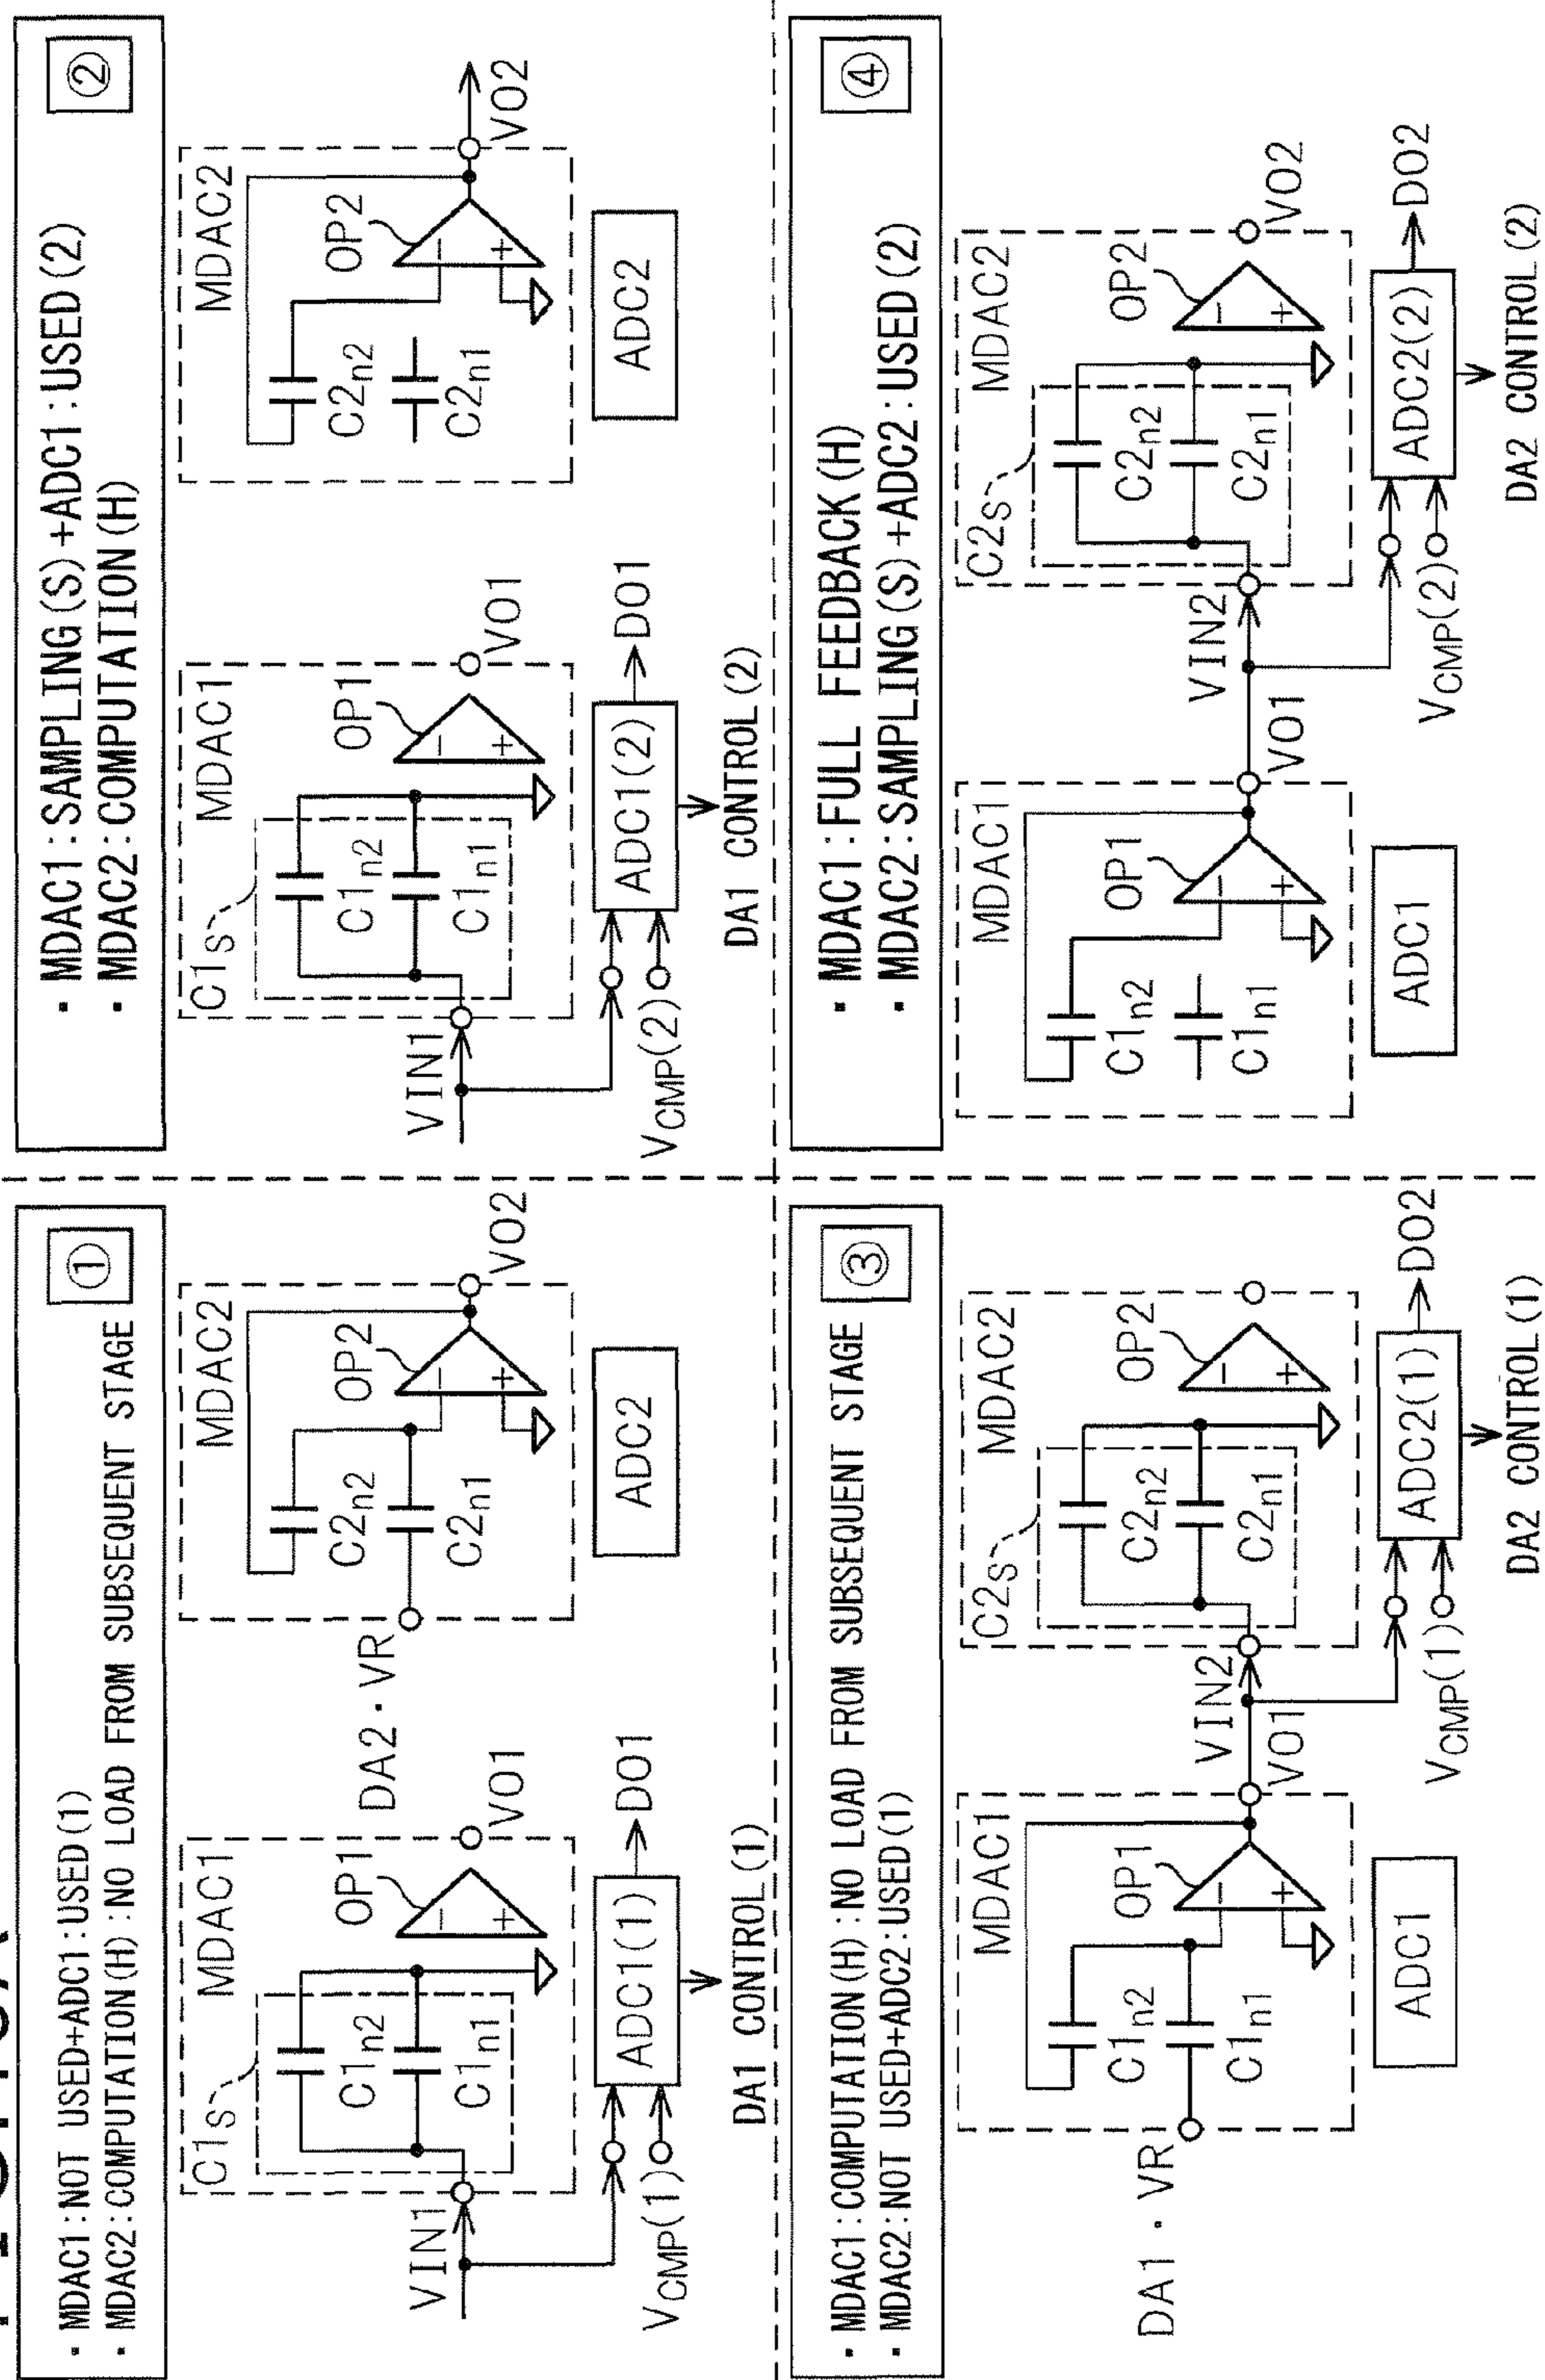 ①
· MDAC1:NOT USED+ADC1:USED(1)
· MDAC2:COMPUTATION(H):NO LOAD FROM SUBSEQUENT STAGE
C1S
MDAC1
OP1
C1n2
C1n1
VIN1
VO1
ADC1(1)
VCMP(1)
DO1
DA1 CONTROL(1)
MDAC2
OP2
C2n2
C2n1
DA2·VR
VO2
ADC2
②
· MDAC1:SAMPLING(S)+ADC1:USED(2)
· MDAC2:COMPUTATION(H)
C1S
MDAC1
OP1
C1n2
C1n1
VIN1
VO1
ADC1(2)
VCMP(2)
DO1
DA1 CONTROL(2)
MDAC2
OP2
C2n2
C2n1
VO2
ADC2
③
· MDAC1:COMPUTATION(H):NO LOAD FROM SUBSEQUENT STAGE
· MDAC2:NOT USED+ADC2:USED(1)
MDAC1
OP1
C1n2
C1n1
DA1·VR
VO1
ADC1
VIN2
C2S
MDAC2
OP2
C2n2
C2n1
ADC2(1)
VCMP(1)
DO2
DA2 CONTROL(1)
④
· MDAC1:FULL FEEDBACK(H)
· MDAC2:SAMPLING(S)+ADC2:USED(2)
MDAC1
OP1
C1n2
C1n1
VO1
ADC1
VIN2
C2S
MDAC2
OP2
C2n2
C2n1
VO2
ADC2(2)
VCMP(2)
DO2
DA2 CONTROL(2)